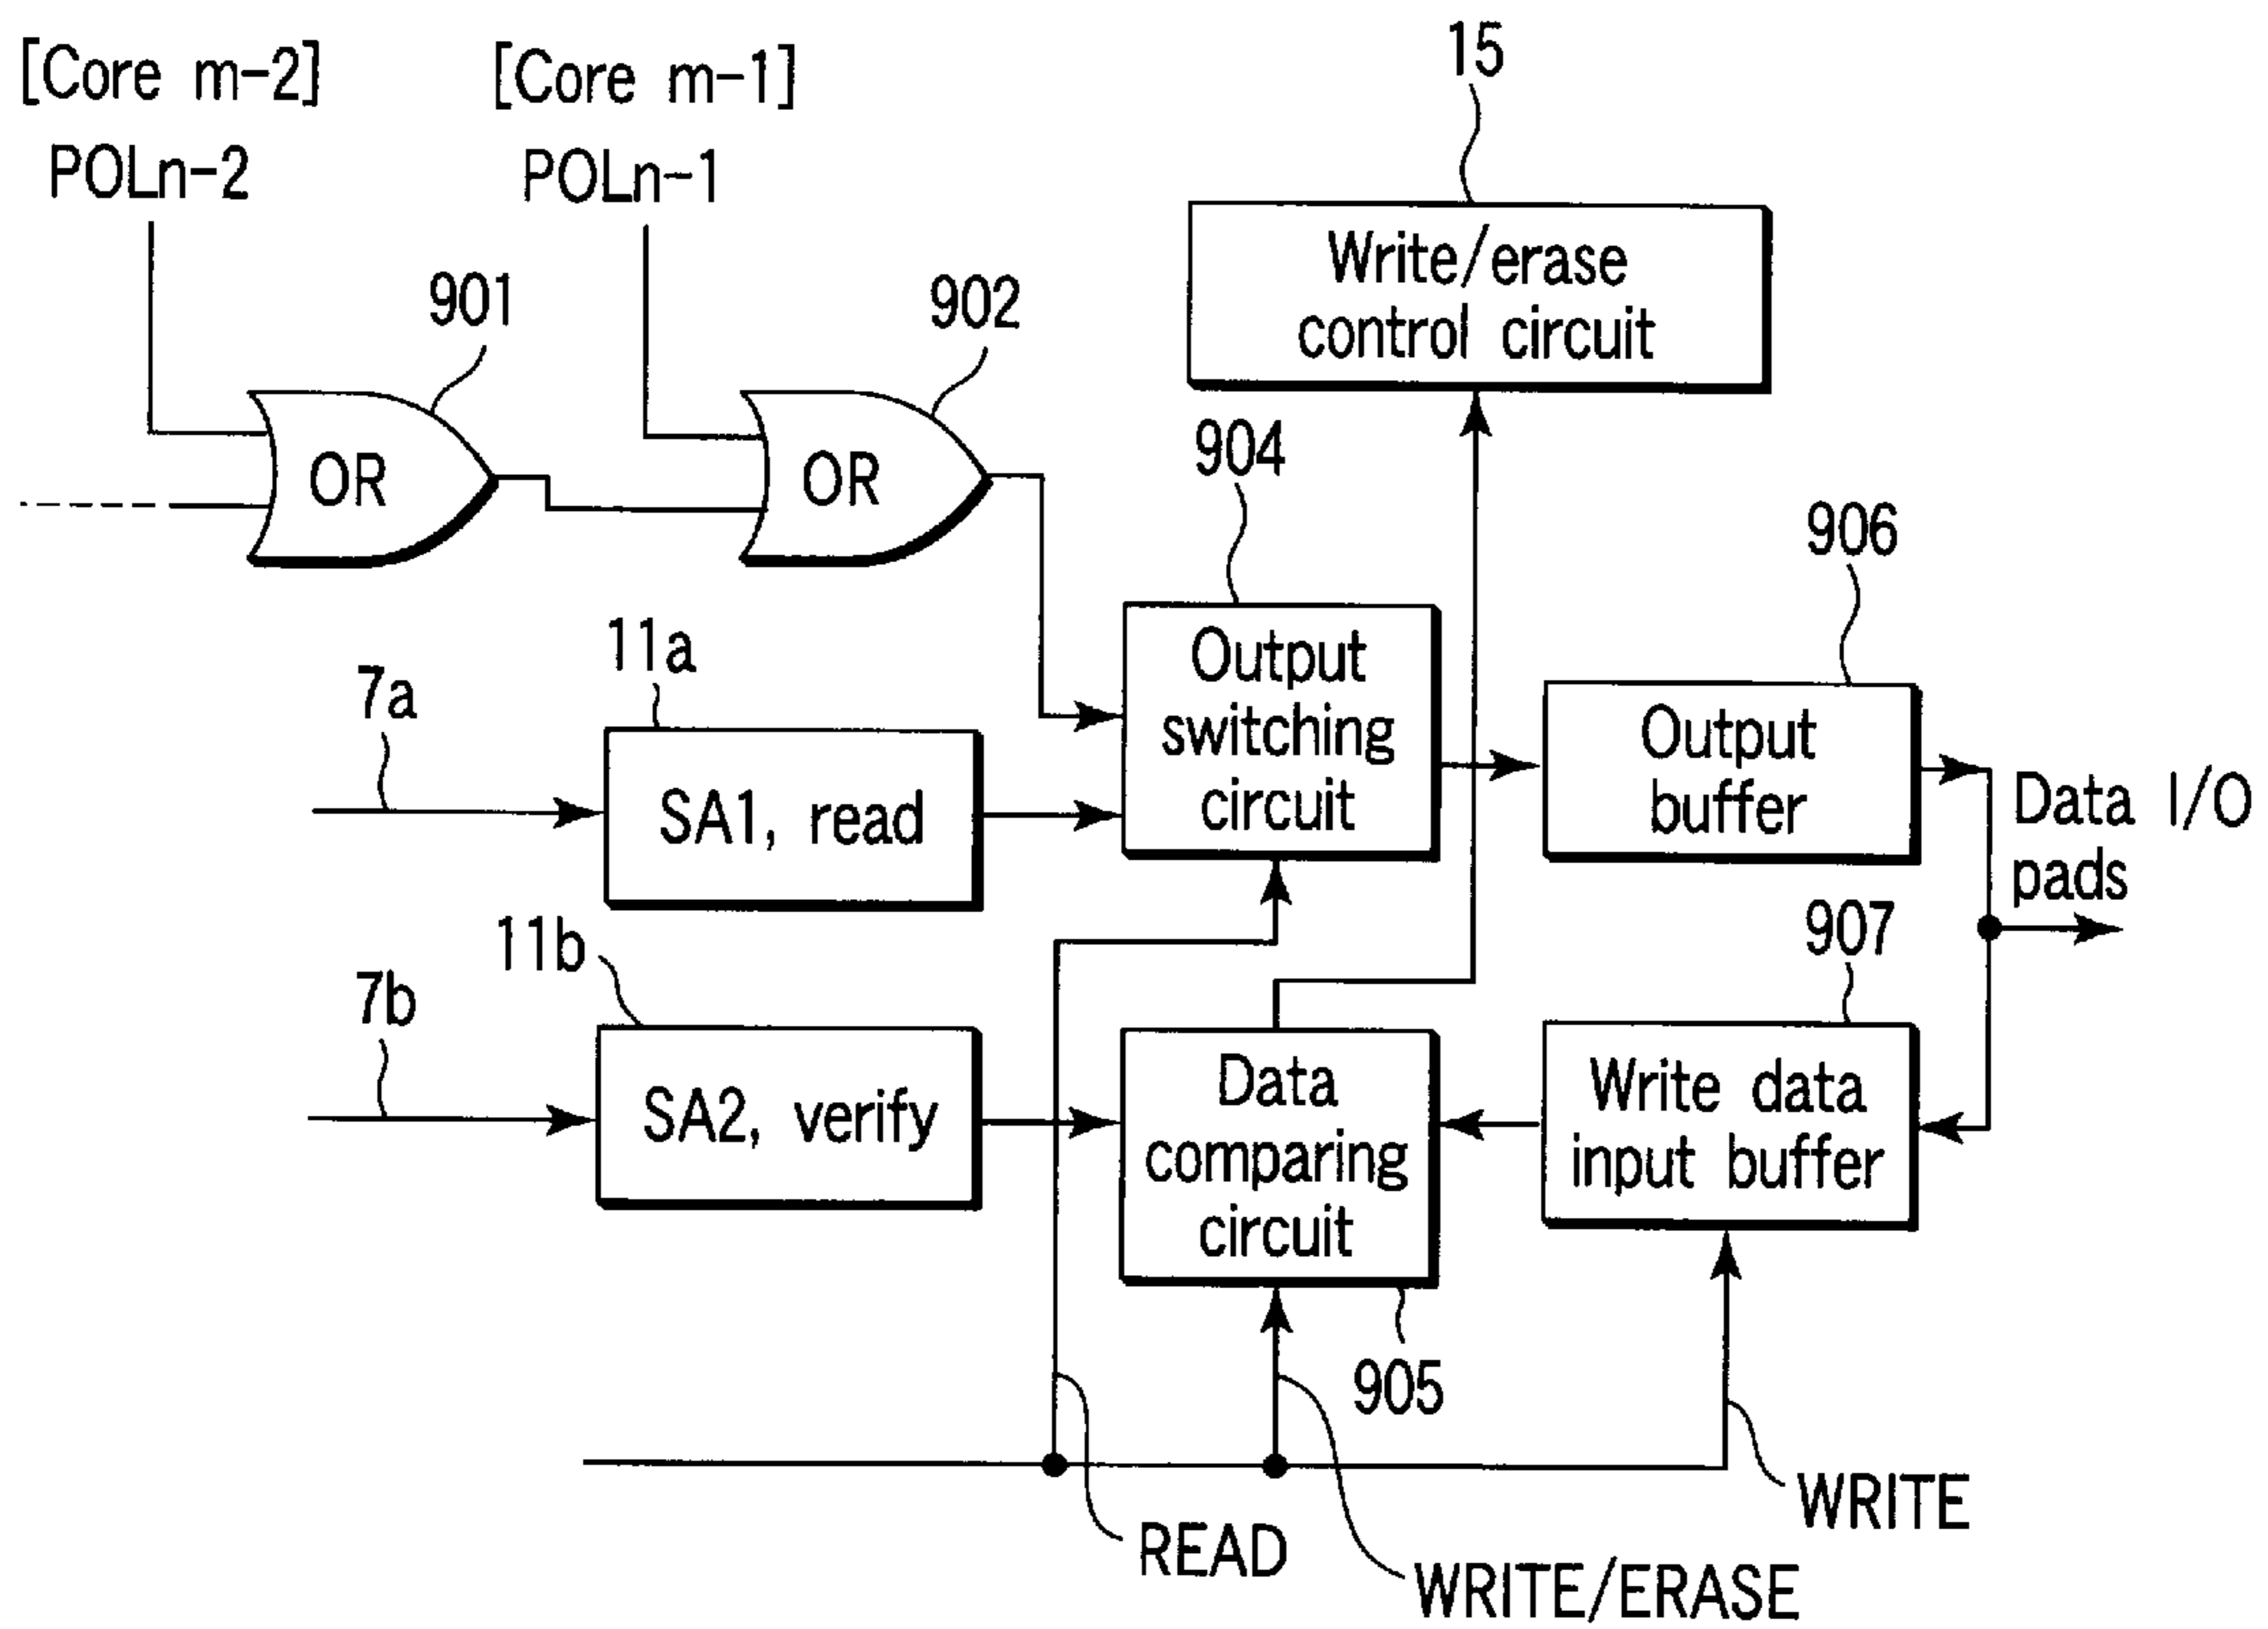 [Core m-2]
POLn-2
[Core m-1]
POLn-1
15
Write/erase
control circuit
901
902
OR
OR
904
906
Output
switching
circuit
Output
buffer
Data I/O
pads
7a
11a
SA1, read
7b
11b
SA2, verify
907
Data
comparing
circuit
Write data
input buffer
905
READ
WRITE/ERASE
WRITE